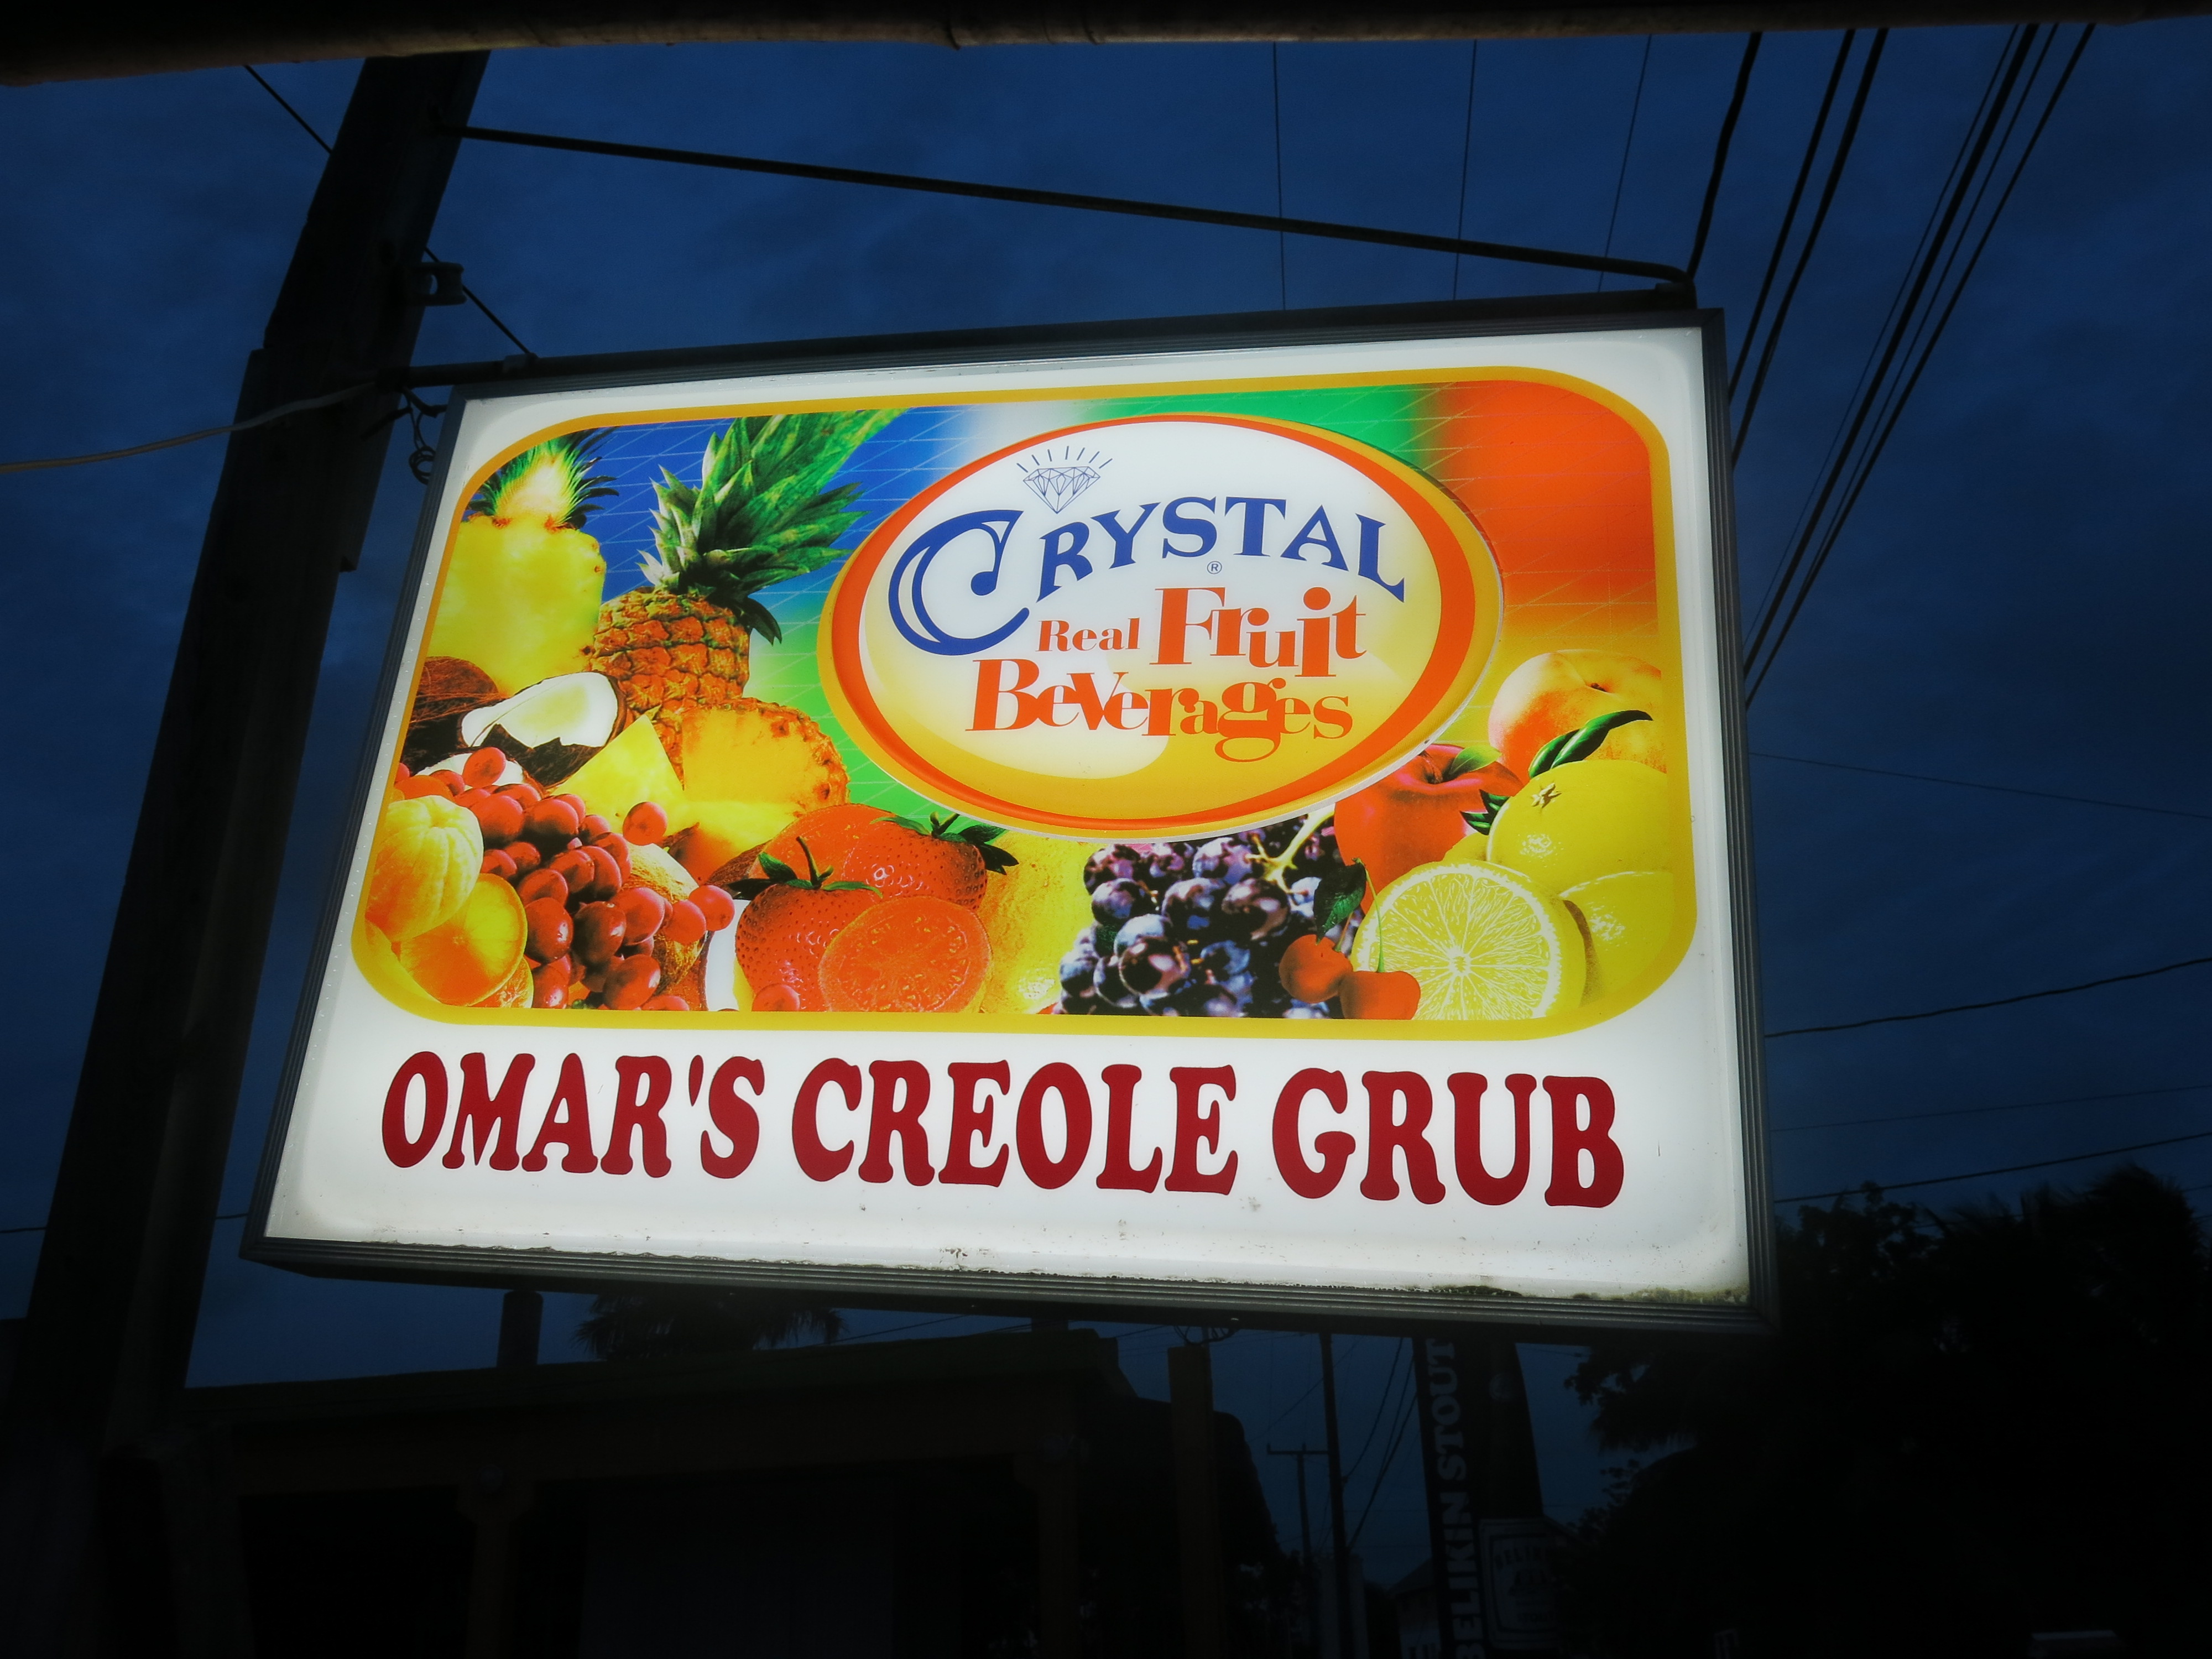 CRYSTAL
®
Real Fruit
Beverages
OMAR'S CREOLE GRUB
BELIKIN STOUT